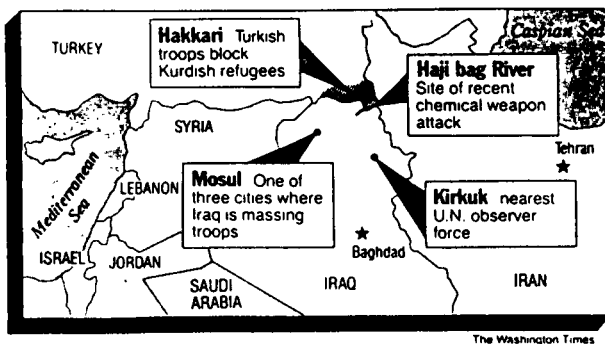 TURKEY
Hakkari Turkish
troops block
Kurdish refugees
Caspian Sea
Haji bag River
Site of recent
chemical weapon
attack
SYRIA
Tehran
Mediterranean
Sea
LEBANON
Mosul One of
three cities where
Iraq is massing
troops
Kirkuk nearest
U.N. observer
force
Baghdad
ISRAEL
JORDAN
SAUDI
ARABIA
IRAQ
IRAN
The Washington Times